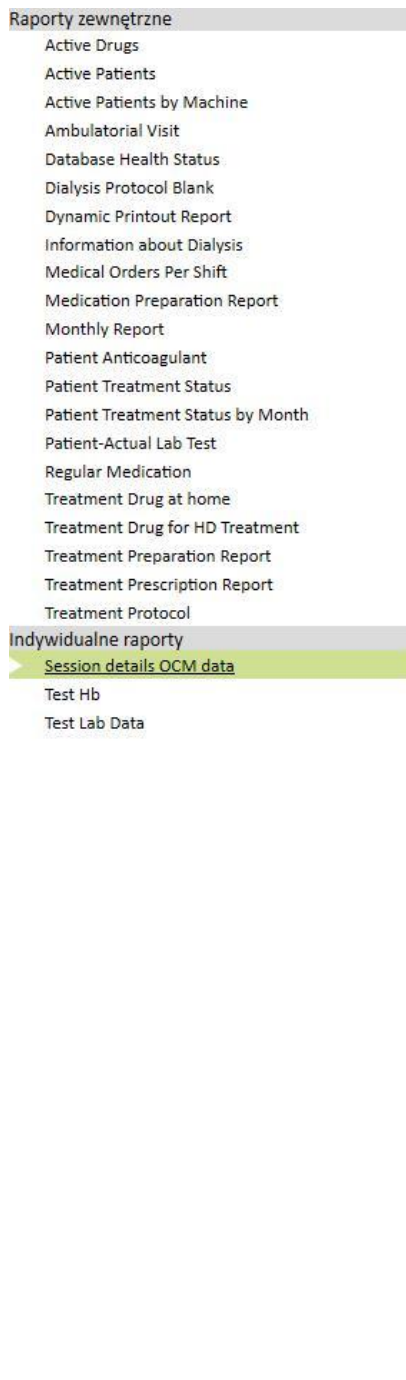 Raporty zewnętrzne
Active Drugs
Active Patients
Active Patients by Machine
Ambulatorial Visit
Database Health Status
Dialysis Protocol Blank
Dynamic Printout Report
Information about Dialysis
Medical Orders Per Shift
Medication Preparation Report
Monthly Report
Patient Anticoagulant
Patient Treatment Status
Patient Treatment Status by Month
Patient-Actual Lab Test
Regular Medication
Treatment Drug at home
Treatment Drug for HD Treatment
Treatment Preparation Report
Treatment Prescription Report
Treatment Protocol
Indywidualne raporty
Session details OCM data
Test Hb
Test Lab Data